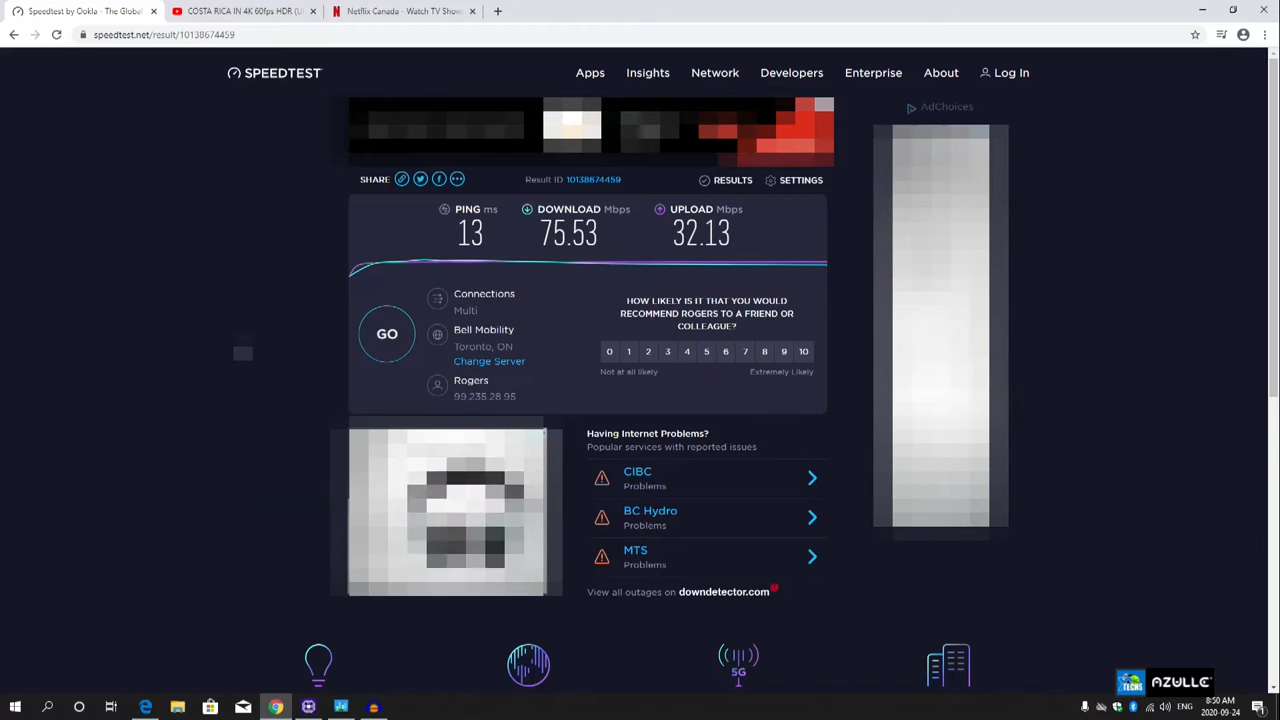 Speedtest by Ookla - The Global
COSTA RICA IN 4K 60fps HDR (U
Netflix Canada - Watch TV Show
speedtest.net/result/10138674459
SPEEDTEST
Apps
Insights
Network
Developers
Enterprise
About
Log In
AdChoices
SHARE
Result ID 10138674459
RESULTS
SETTINGS
PING ms
DOWNLOAD Mbps
UPLOAD Mbps
13
75.53
32.13
GO
Connections
Multi
Bell Mobility
Toronto, ON
Change Server
Rogers
99.235.28.95
HOW LIKELY IS IT THAT YOU WOULD
RECOMMEND ROGERS TO A FRIEND OR
COLLEAGUE?
0 1 2 3 4 5 6 7 8 9 10
Not at all likely
Extremely Likely
Having Internet Problems?
Popular services with reported issues
CIBC
Problems
BC Hydro
Problems
MTS
Problems
View all outages on downdetector.com
5G
TECHS
AZULLE
ENG
8:50 AM
2020-09-24